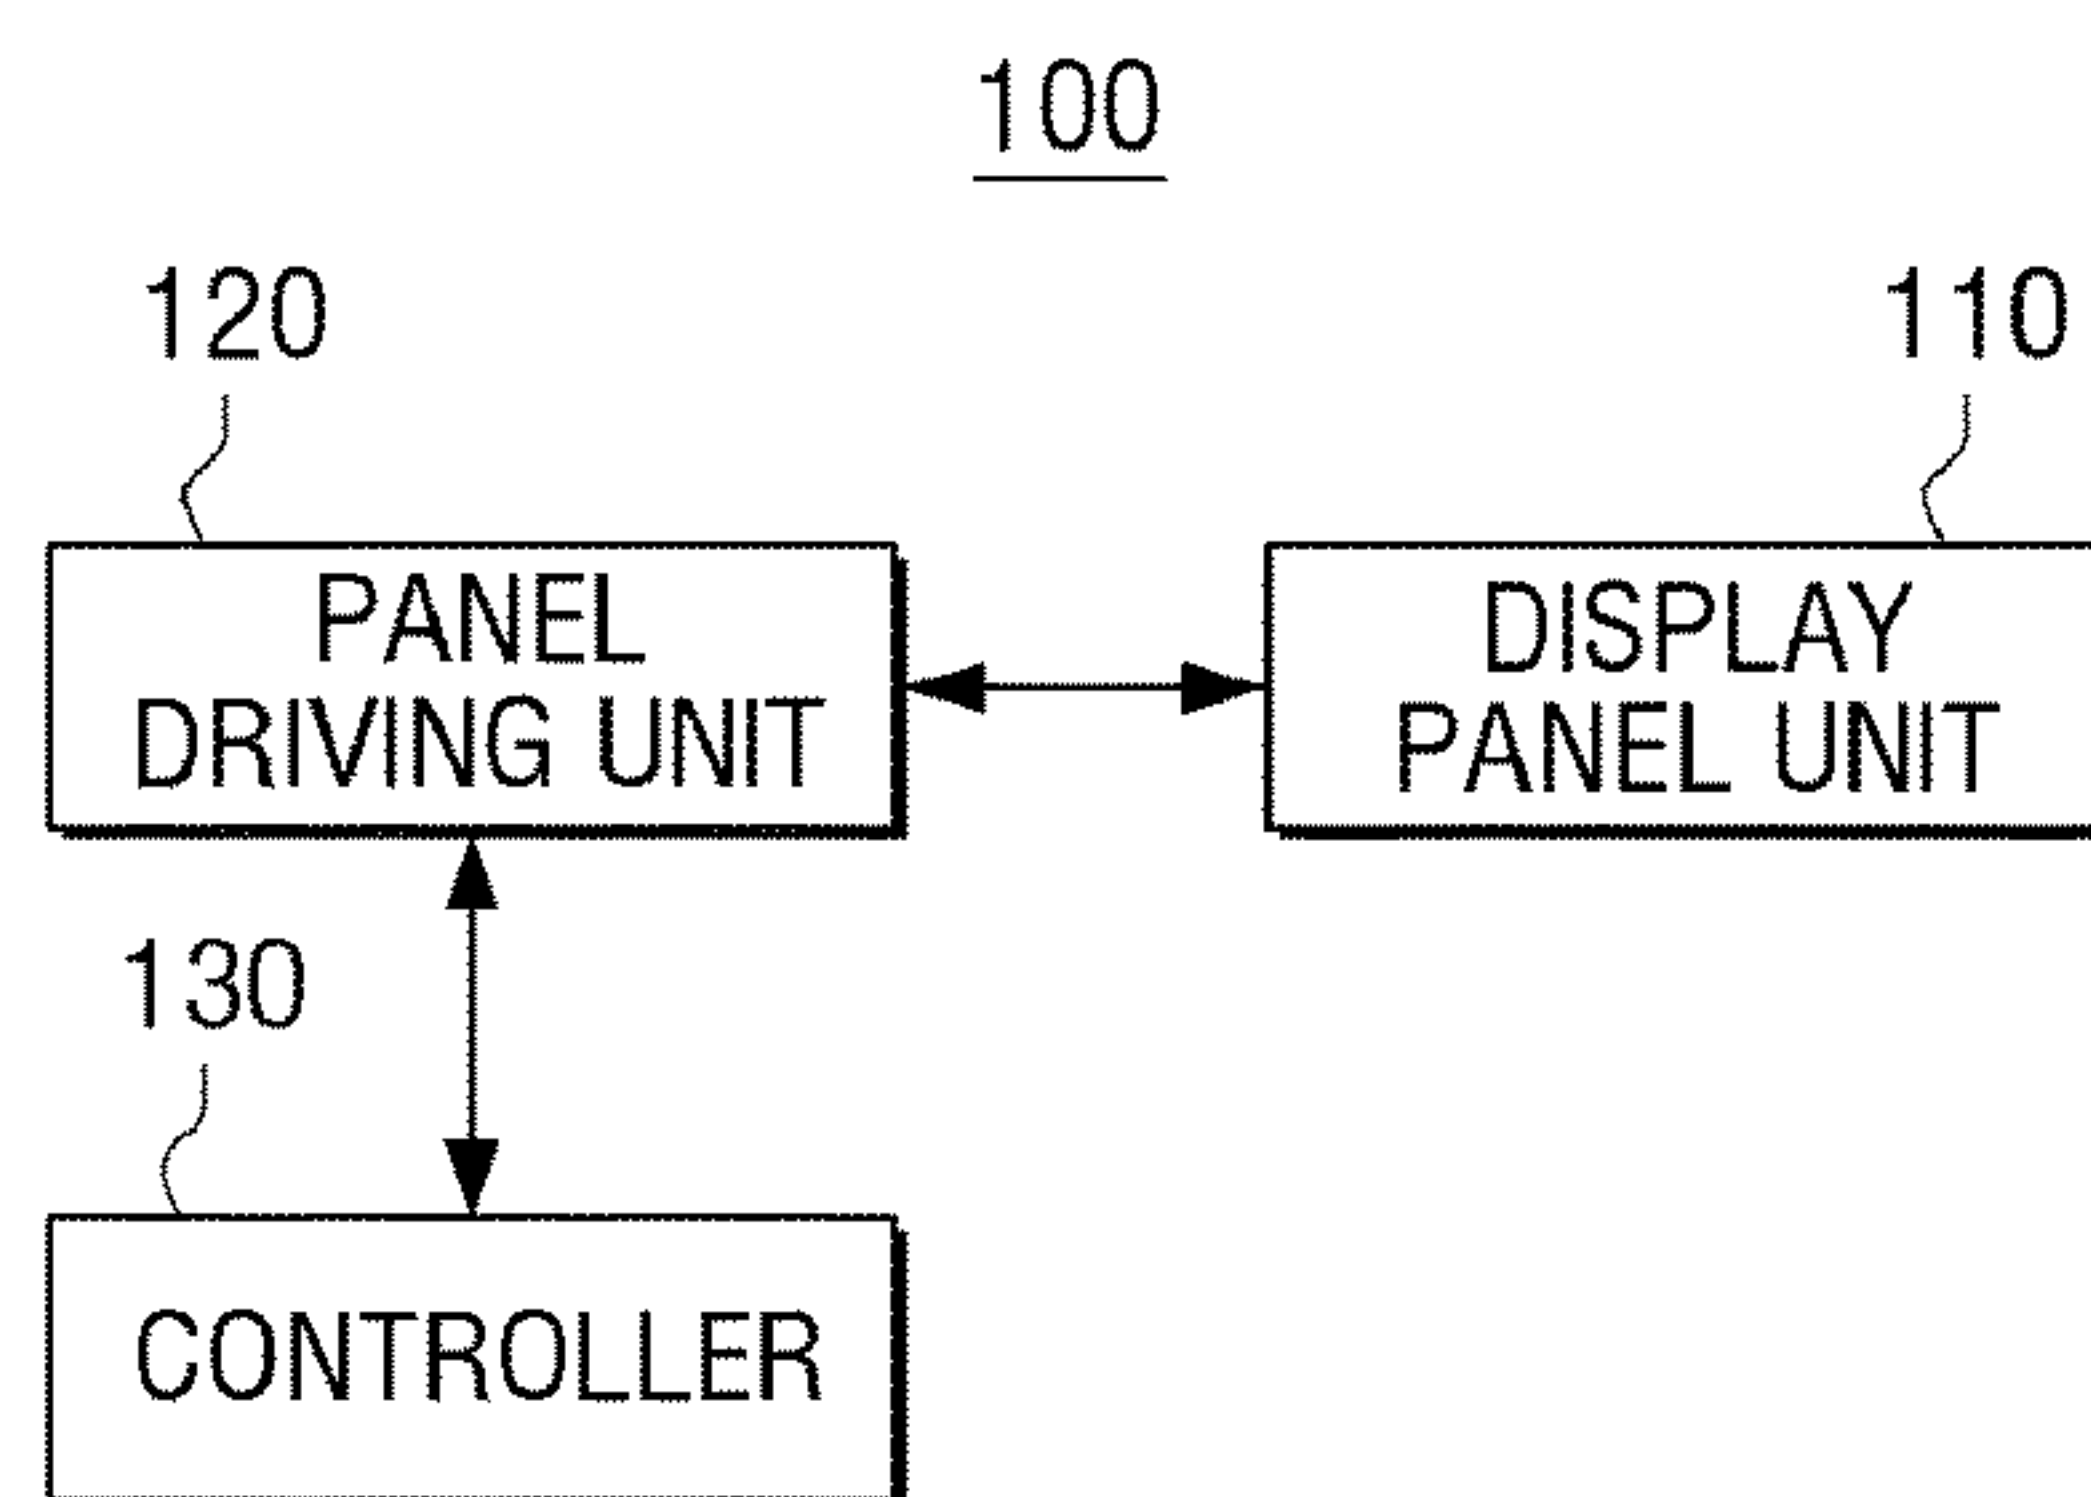 100
120
110
PANEL
DRIVING UNIT
DISPLAY
PANEL UNIT
130
CONTROLLER